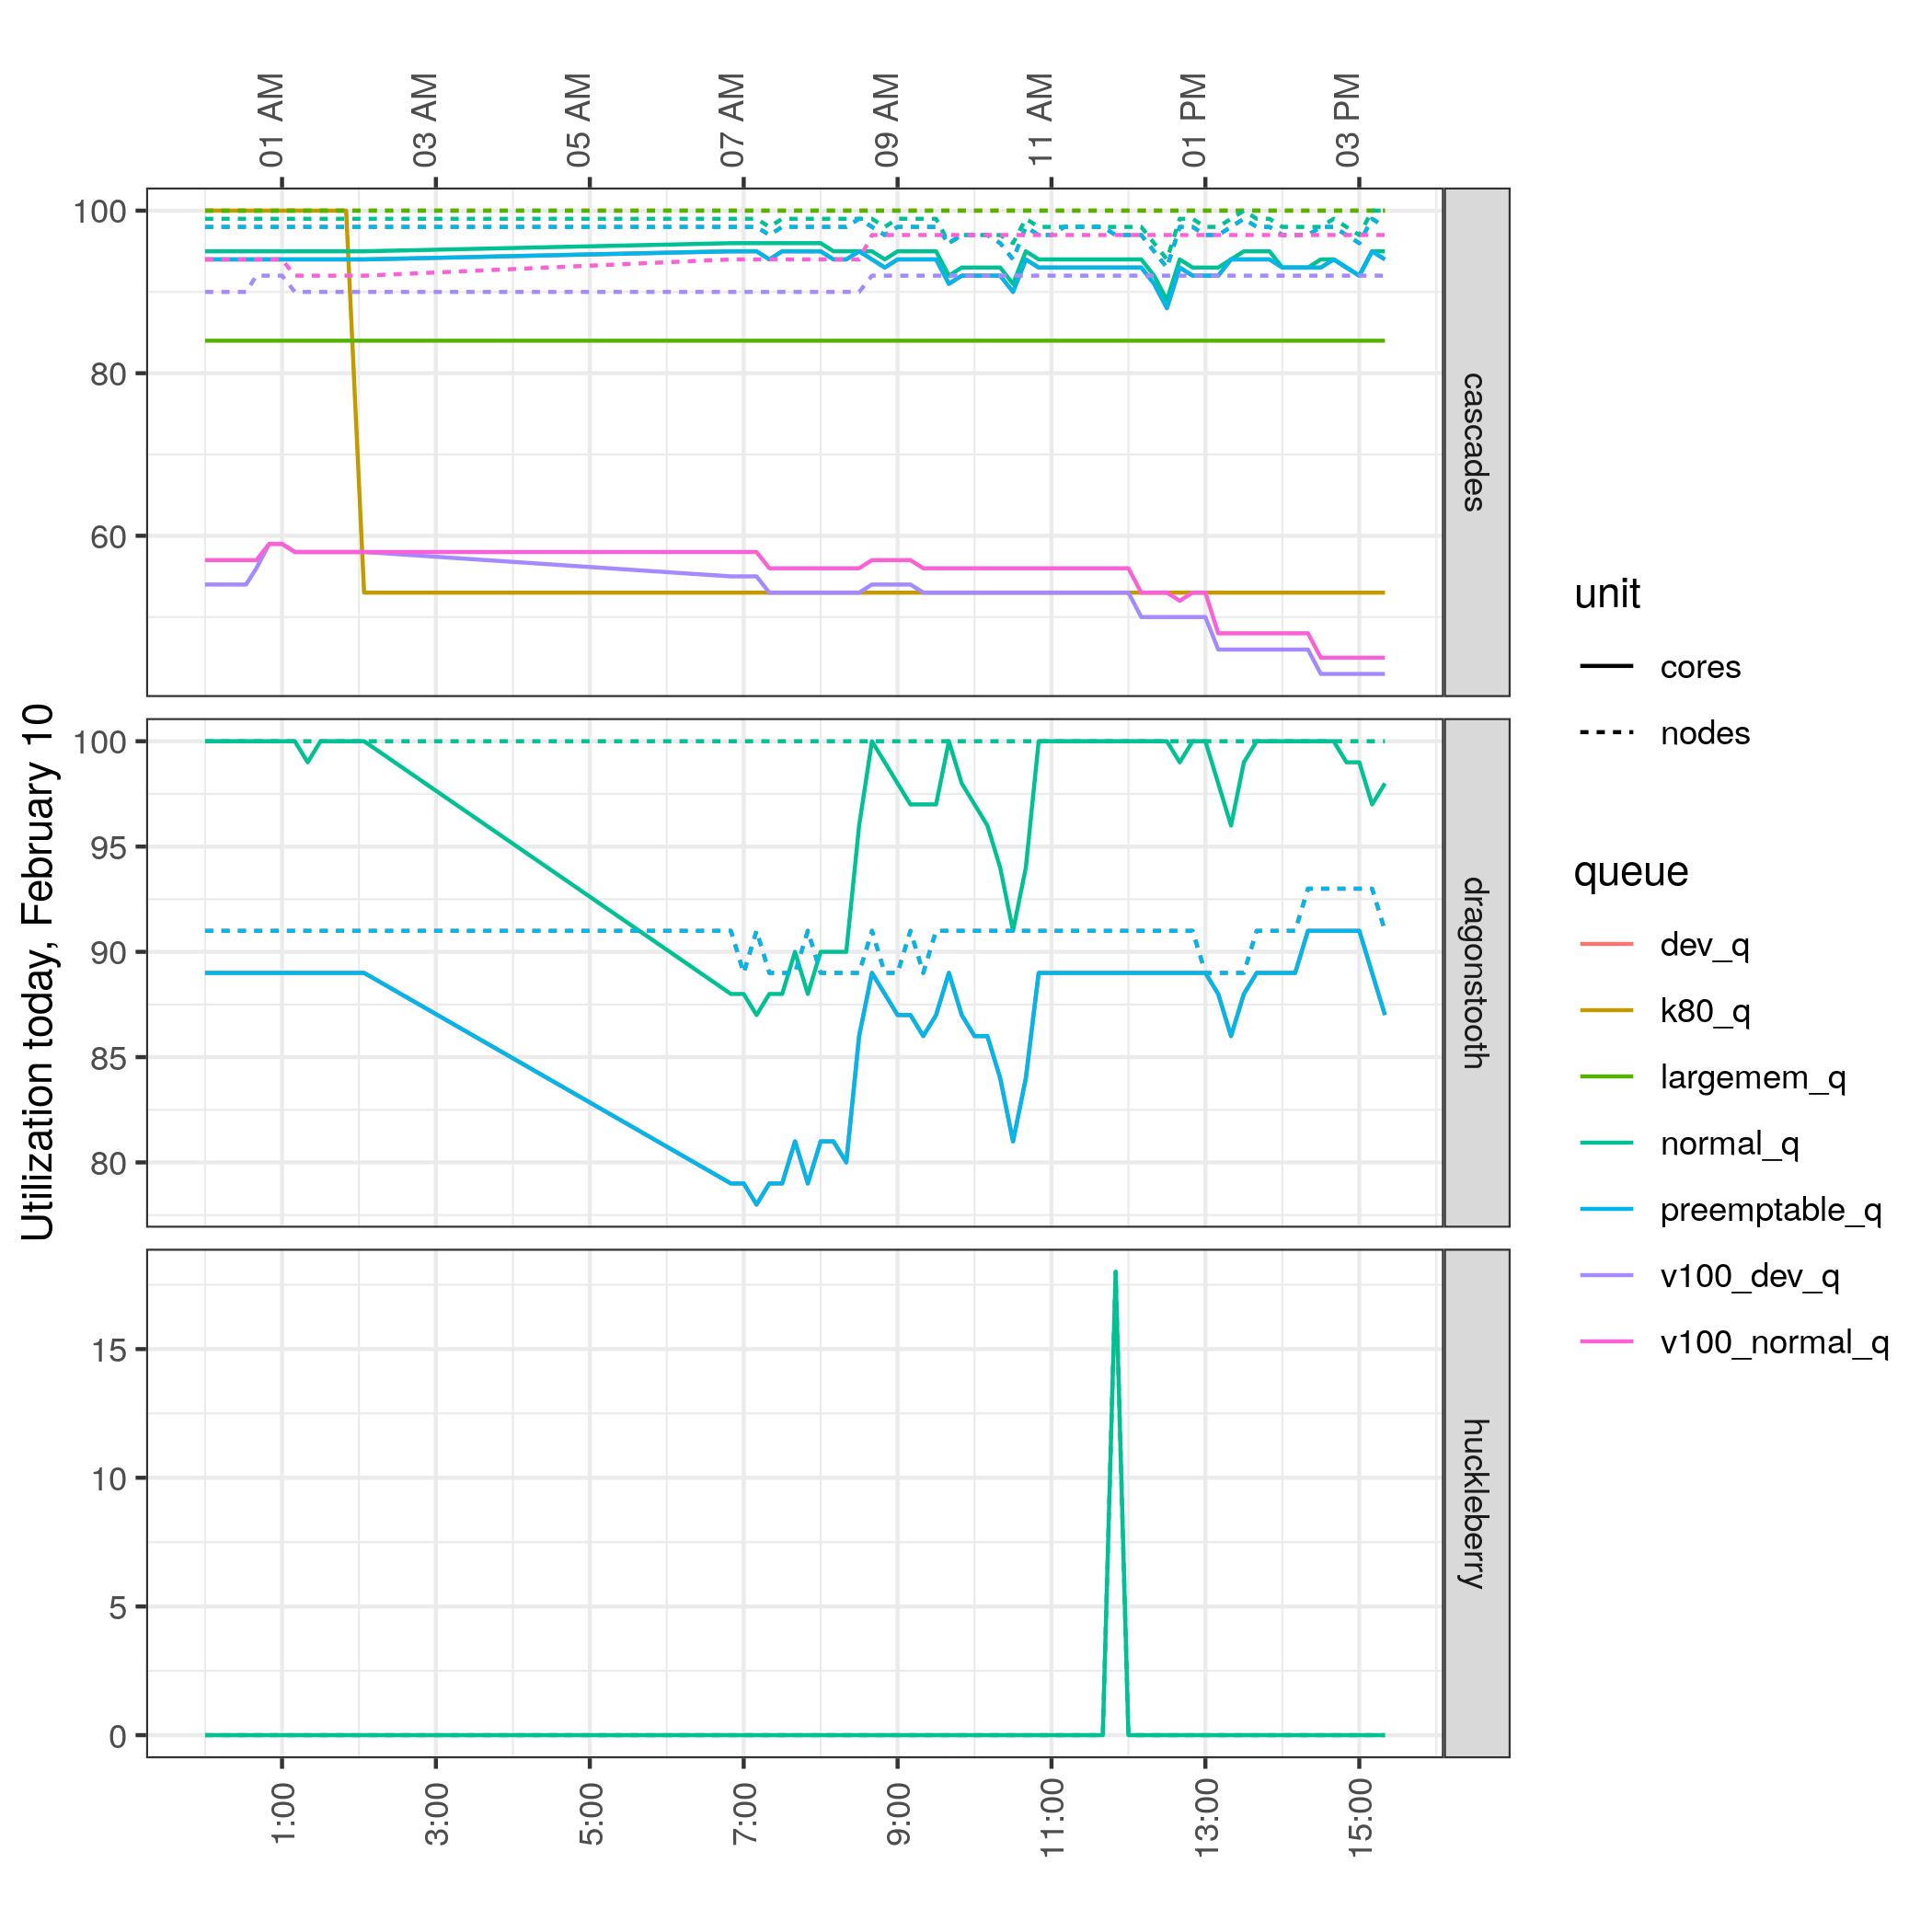 01 AM
03 AM
05 AM
07 AM
09 AM
11 AM
01 PM
03 PM
Utilization today, February 10
100
80
60
cascades
100
95
90
85
80
dragonstooth
15
10
5
0
huckleberry
1:00
3:00
5:00
7:00
9:00
11:00
13:00
15:00
unit
cores
nodes
queue
dev_q
k80_q
largemem_q
normal_q
preemptable_q
v100_dev_q
v100_normal_q